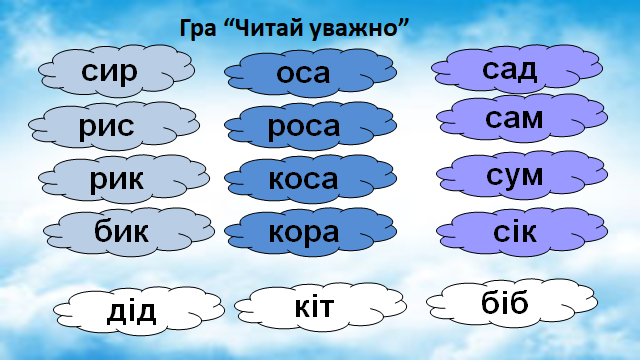 Гра “Читай уважно”
сир оса сад
рис роса сам
рик коса сум
бик кора сік
дід кіт біб